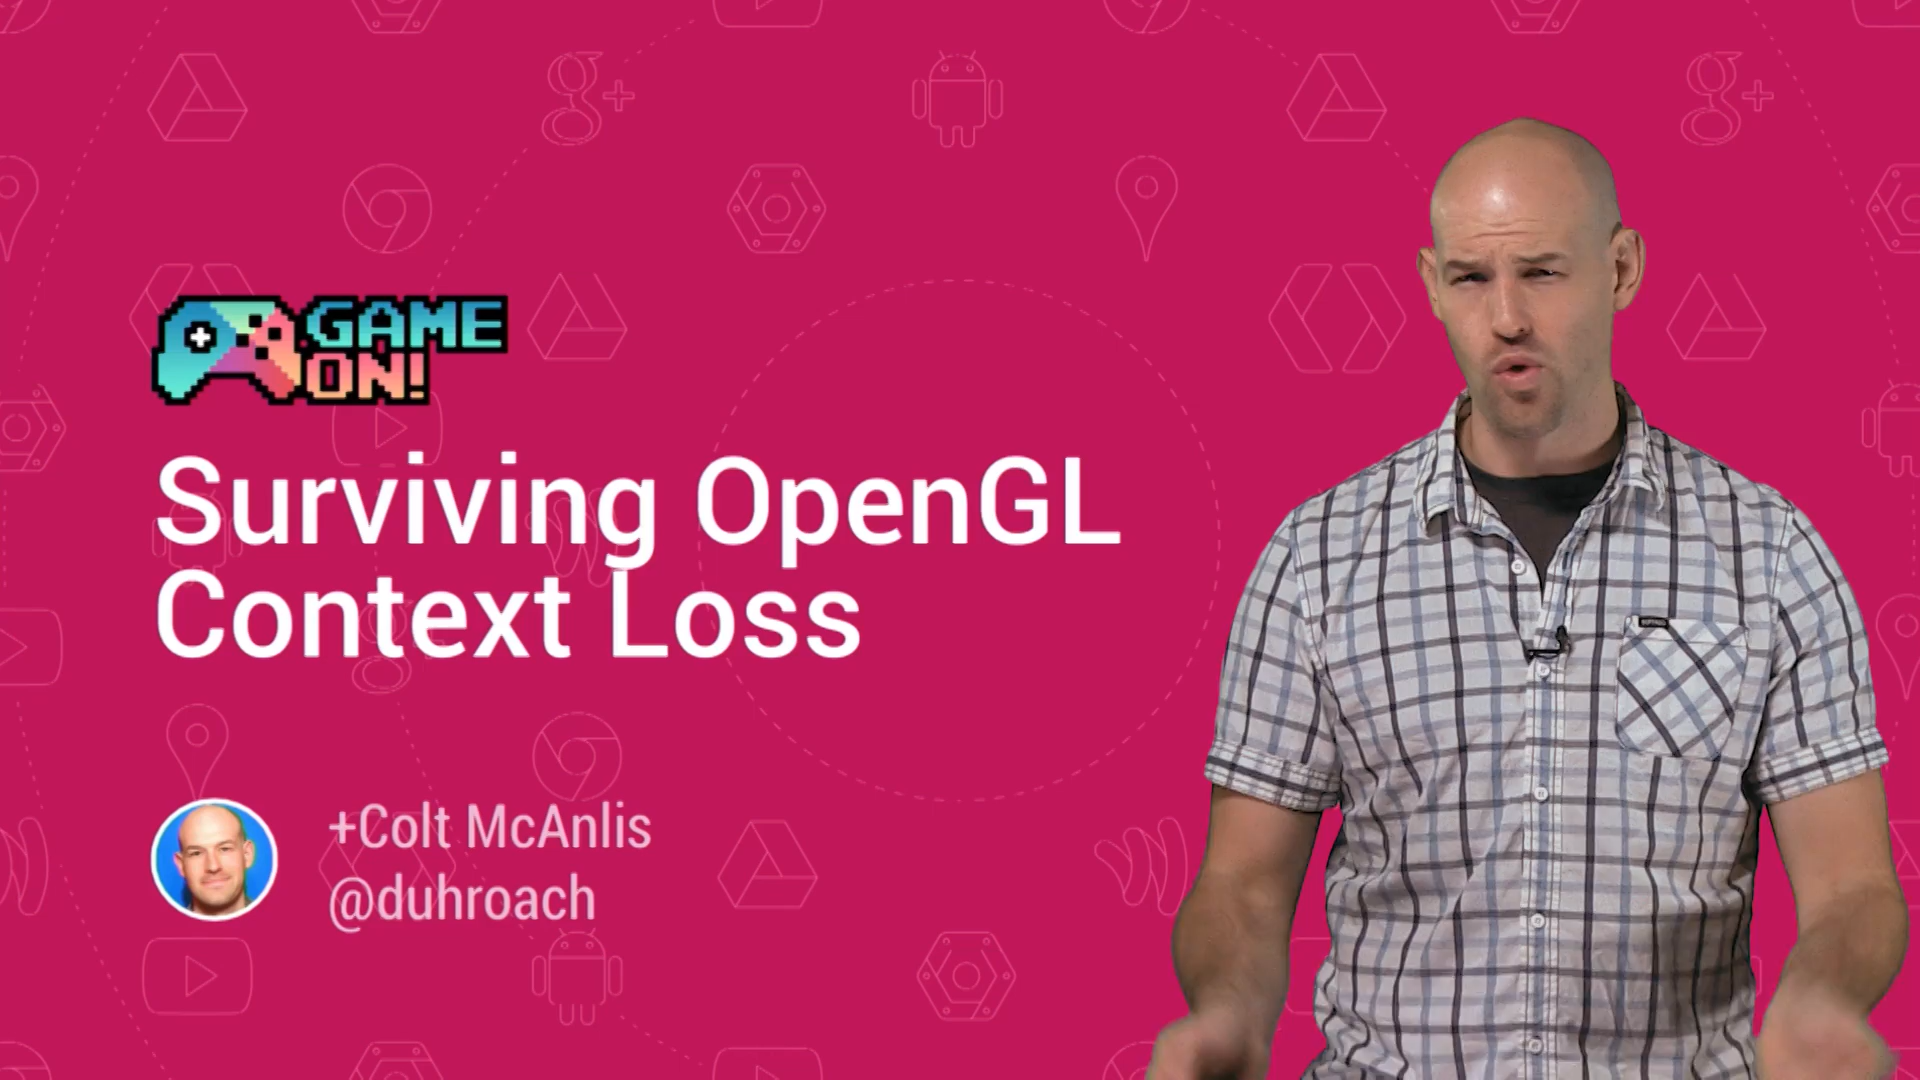 GAME
ON!
Surviving OpenGL
Context Loss
+Colt McAnlis
@duhroach